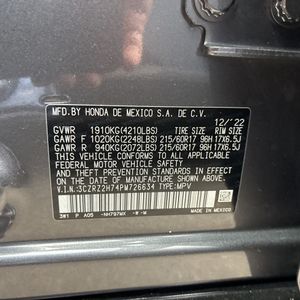 MFD. BY HONDA DE MEXICO S.A. DE C.V.
12/'22
GVWR 1910KG(4210LBS) TIRE SIZE RIM SIZE
GAWR F 1020KG(2248LBS) 215/60R17 96H 17X6.5J
GAWR R 940KG(2072LBS) 215/60R17 96H 17X6.5J
THIS VEHICLE CONFORMS TO ALL APPLICABLE
FEDERAL MOTOR VEHICLE SAFETY
STANDARDS IN EFFECT ON THE
DATE OF MANUFACTURE SHOWN ABOVE.
V.I.N.:3CZRZ2H74PM726634 TYPE:MPV
3W1 P A05 -NH797MX -W-M
MADE IN MEXICO